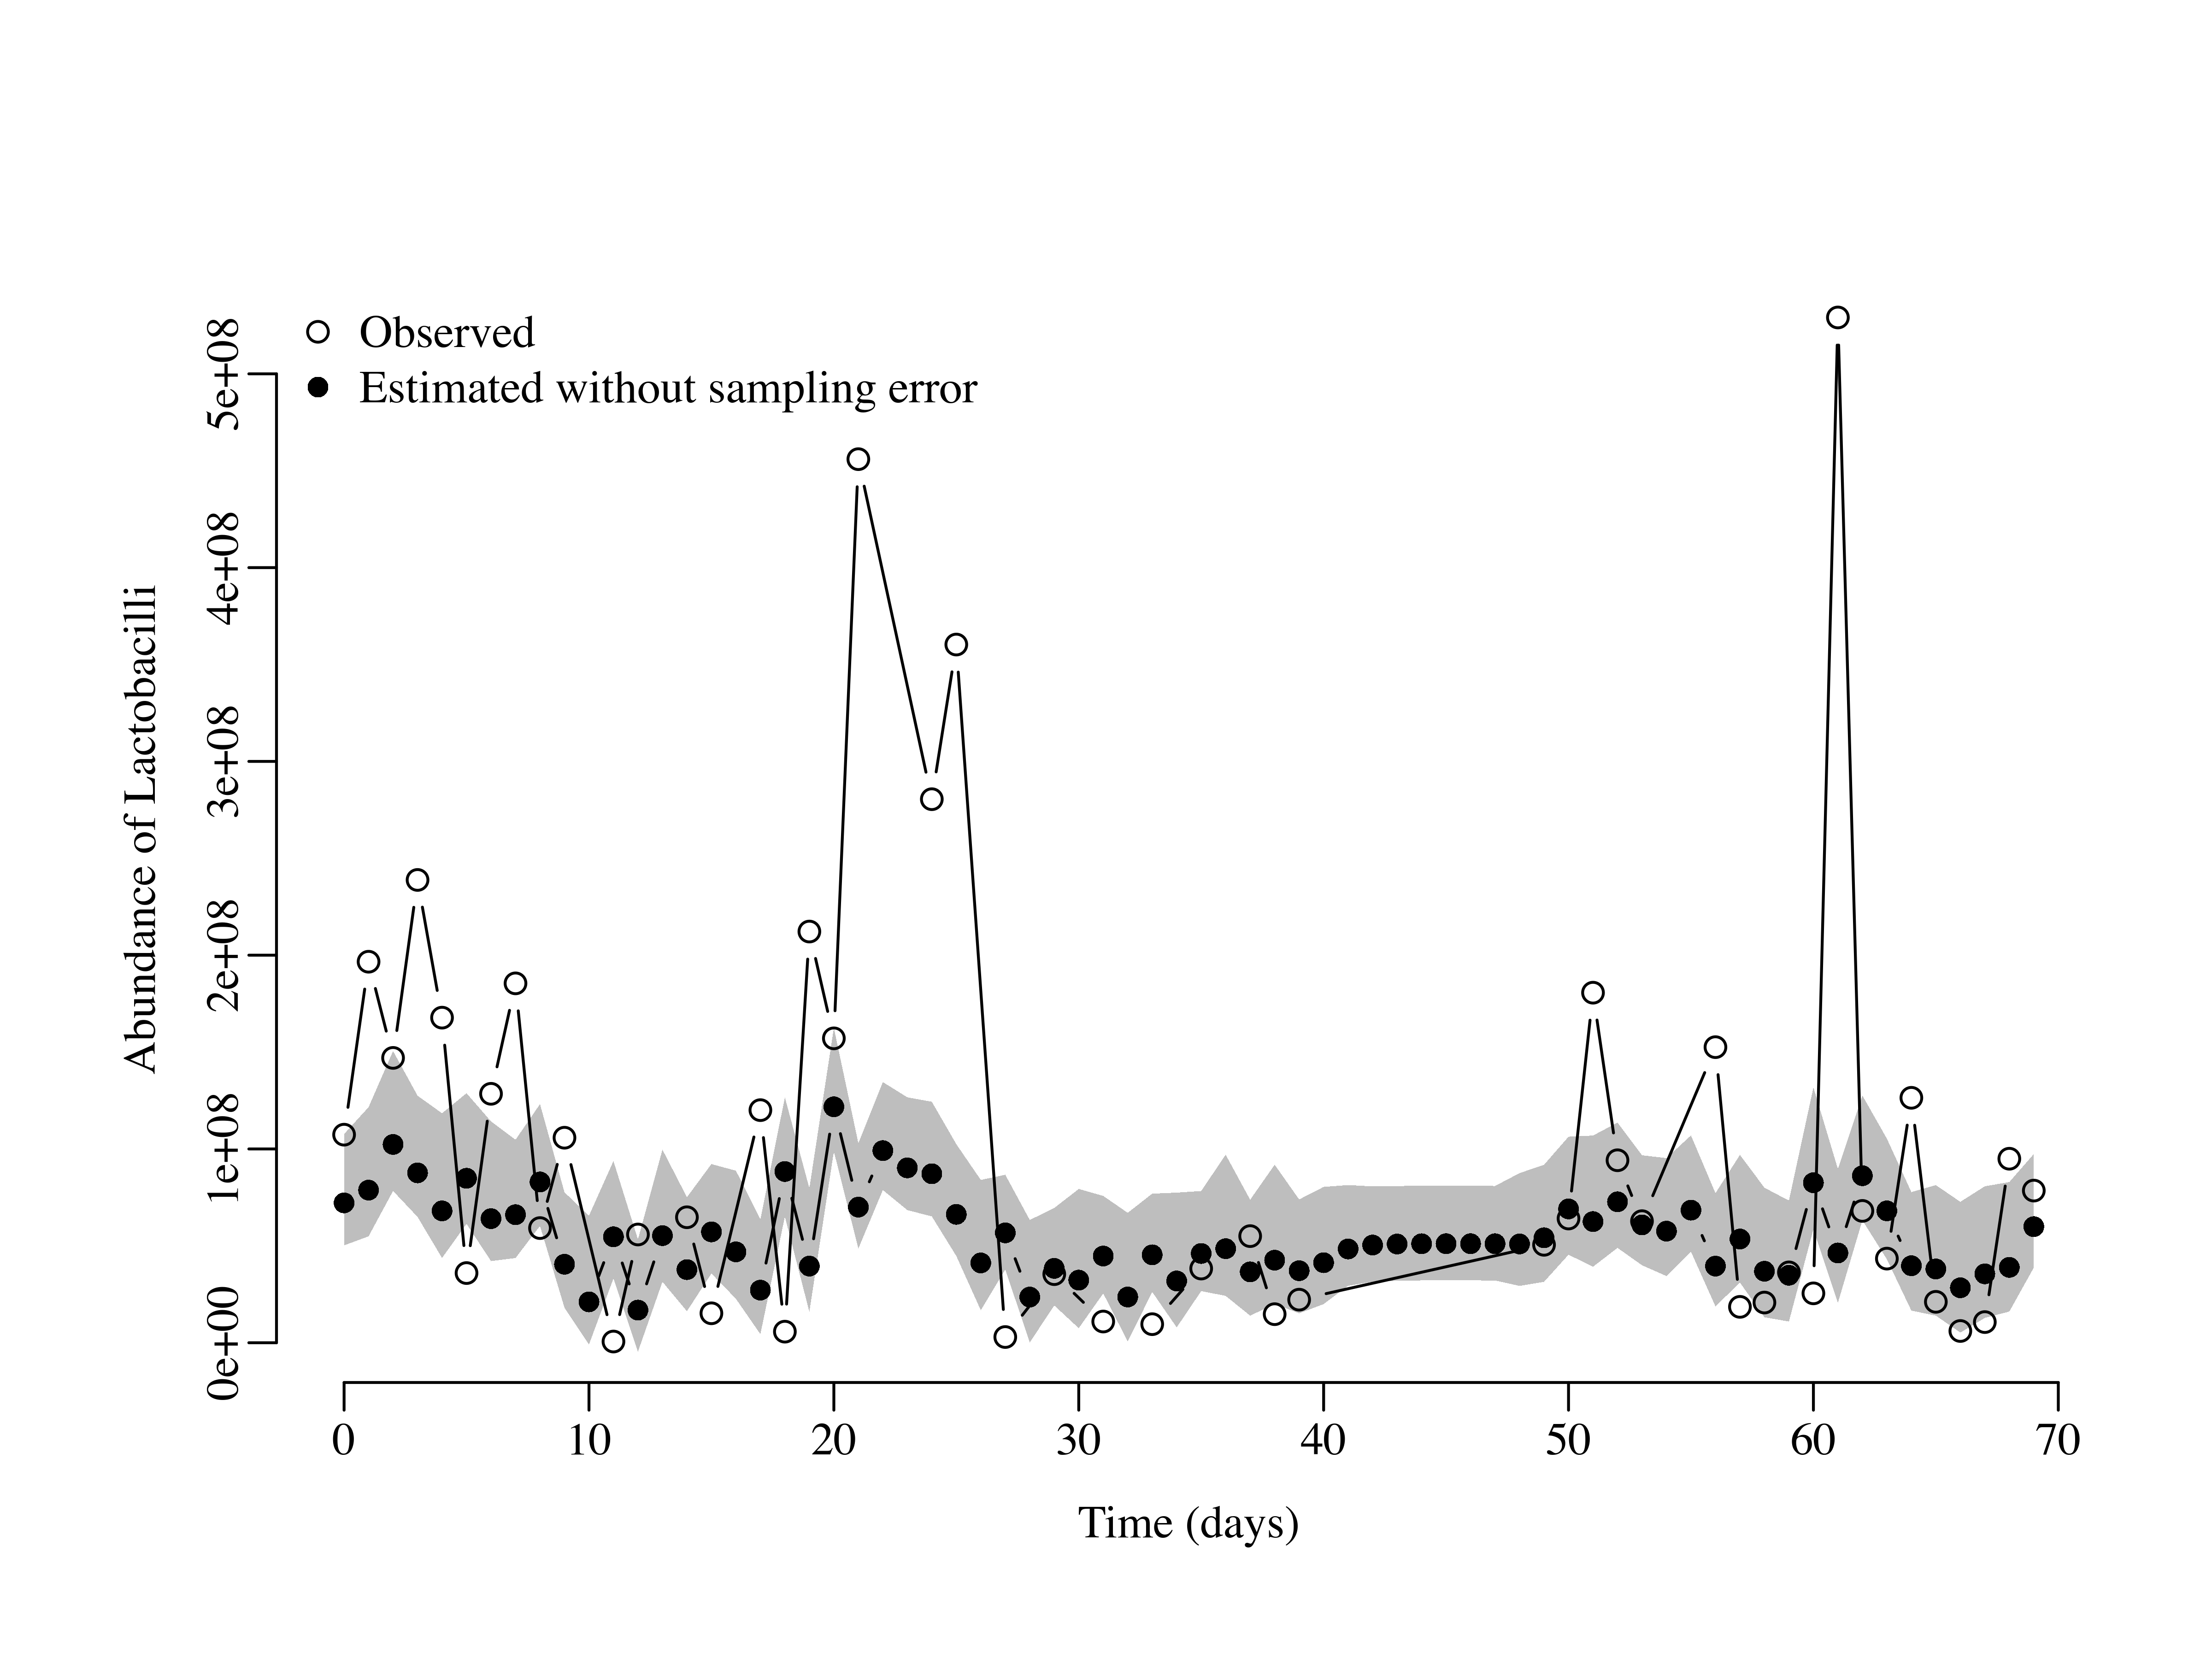 Observed
Estimated without sampling error
Abundance of Lactobacilli
5e+08
4e+08
3e+08
2e+08
1e+08
0e+00
0 10 20 30 40 50 60 70
Time (days)